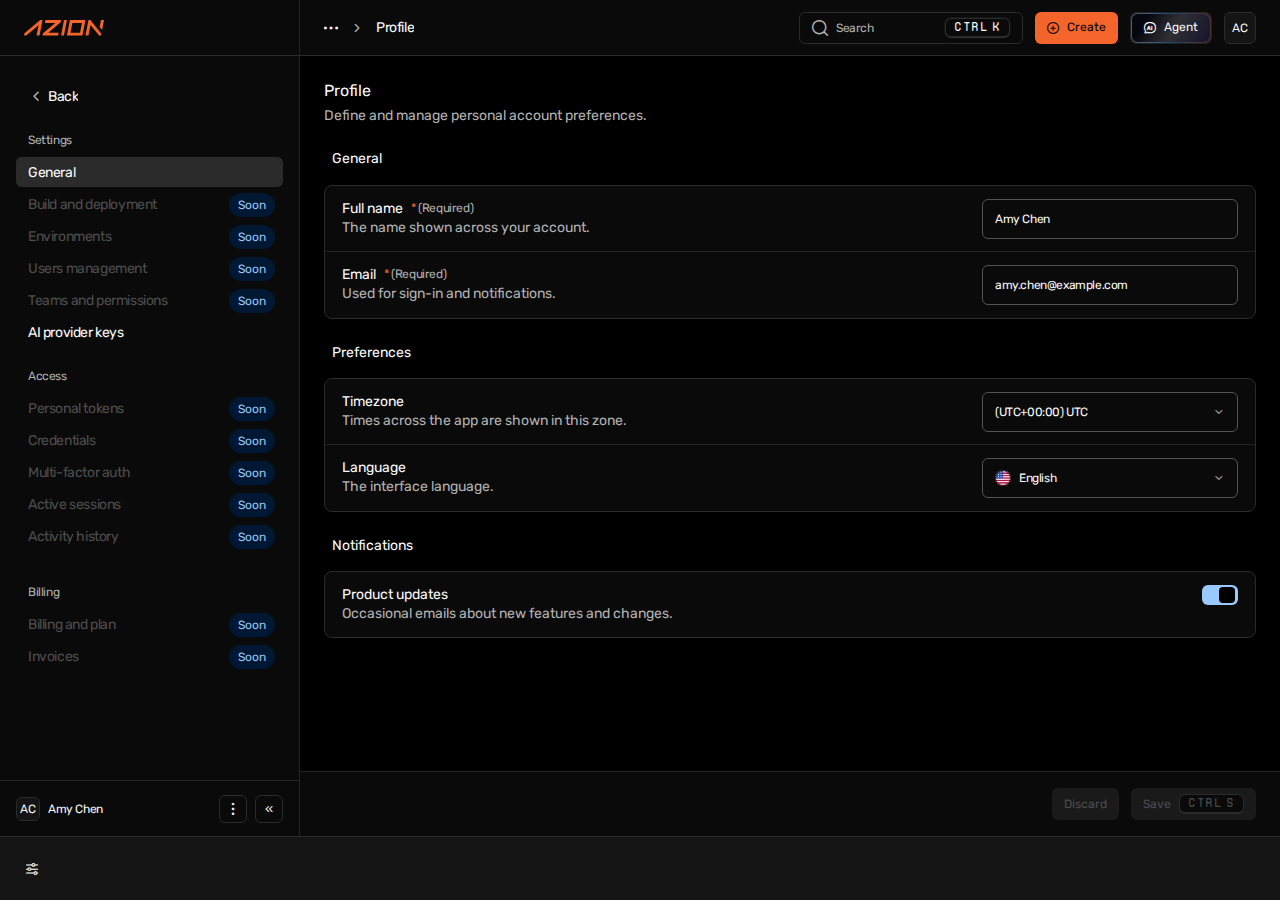 AZION
Profile
Search
CTRL K
Create
Agent
AC
Back
Settings
General
Build and deployment
Soon
Environments
Soon
Users management
Soon
Teams and permissions
Soon
AI provider keys
Access
Personal tokens
Soon
Credentials
Soon
Multi-factor auth
Soon
Active sessions
Soon
Activity history
Soon
Billing
Billing and plan
Soon
Invoices
Soon
AC
Amy Chen
Profile
Define and manage personal account preferences.
General
Full name * (Required)
The name shown across your account.
Amy Chen
Email * (Required)
Used for sign-in and notifications.
amy.chen@example.com
Preferences
Timezone
Times across the app are shown in this zone.
(UTC+00:00) UTC
Language
The interface language.
English
Notifications
Product updates
Occasional emails about new features and changes.
Discard
Save
CTRL S